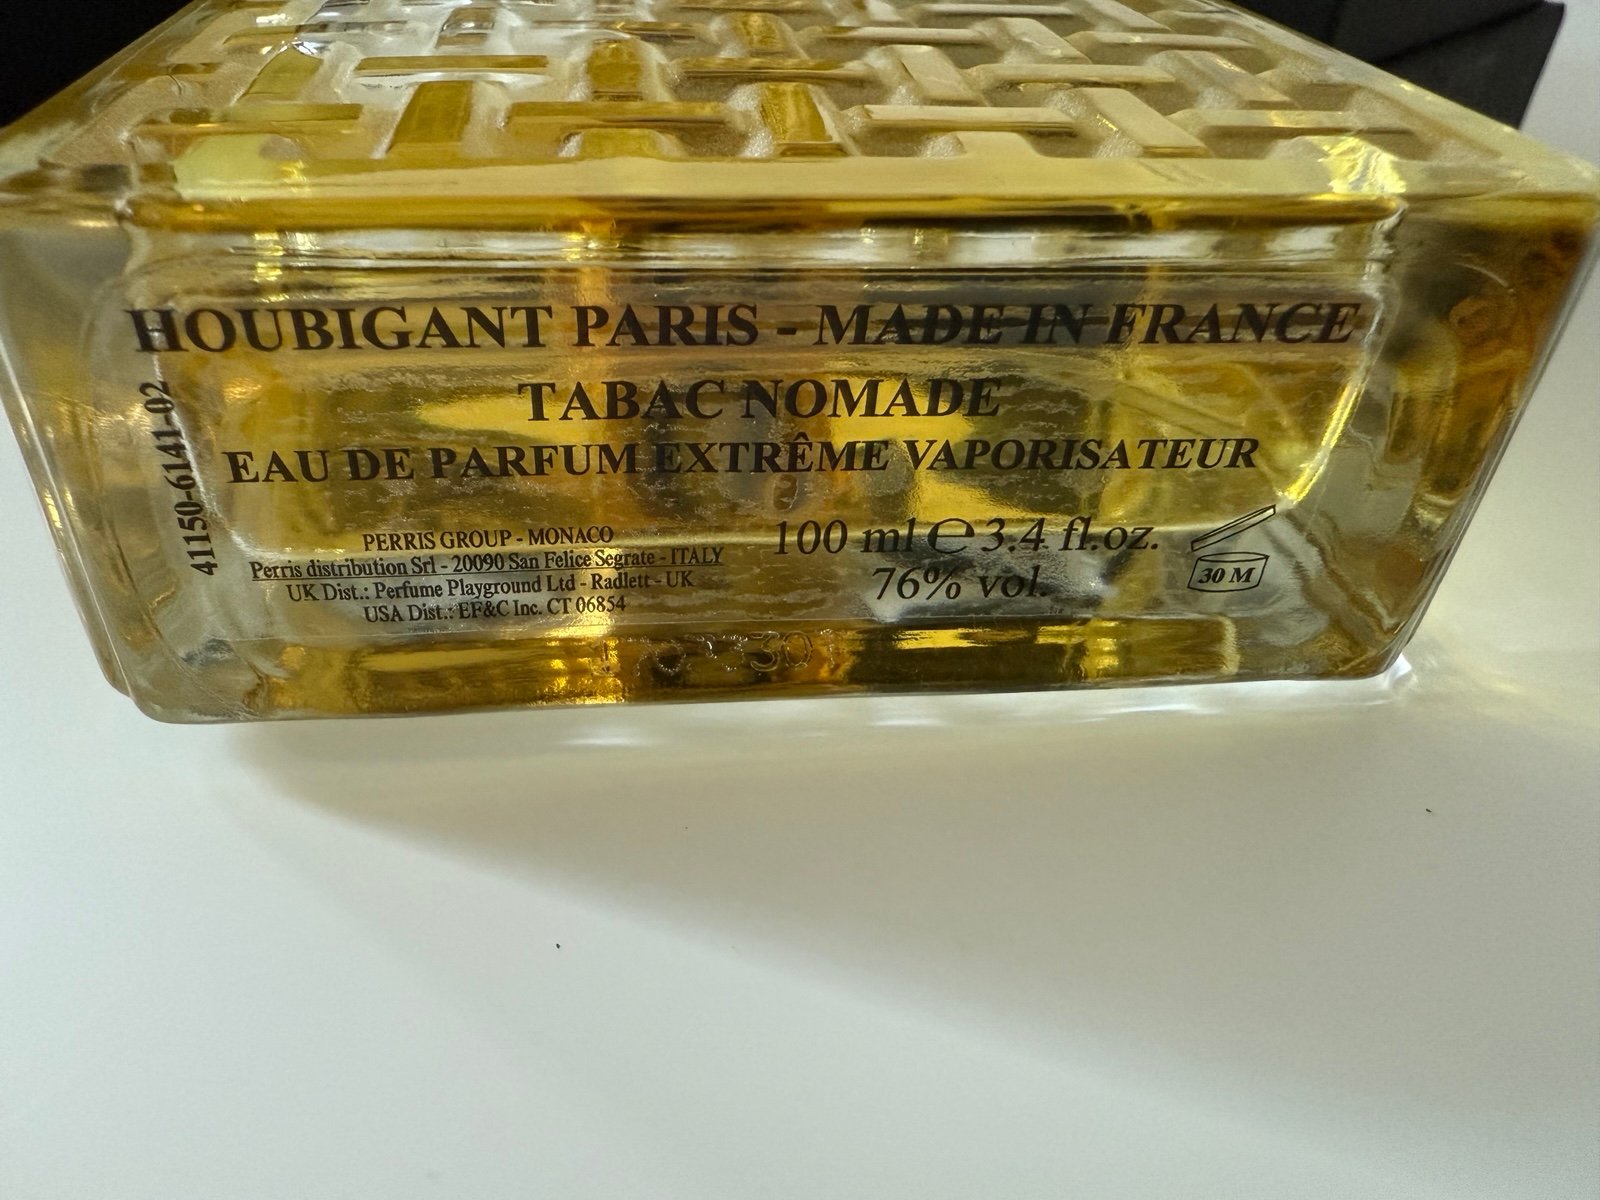 HOUBIGANT PARIS - MADE IN FRANCE
TABAC NOMADE
EAU DE PARFUM EXTRÊME VAPORISATEUR
41150-6141-02
PERRIS GROUP - MONACO
Perris distribution Srl - 20090 San Felice Segrate - ITALY
UK Dist.: Perfume Playground Ltd - Radlett - UK
USA Dist.: EF&C Inc. CT 06854
100 ml ℮ 3.4 fl.oz.
76% vol.
30 M